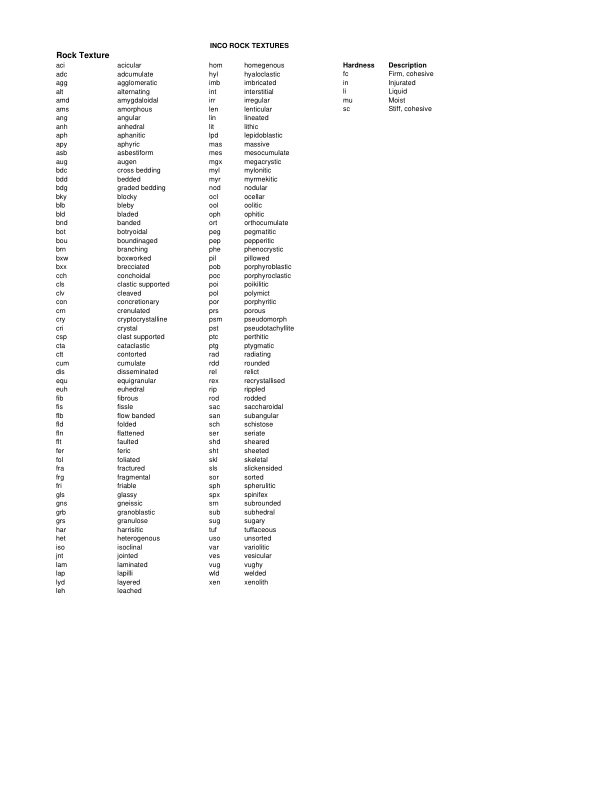 INCO ROCK TEXTURES
Rock Texture
aci acicular hom homogenous Hardness Description
adc adcumulate hyl hyaloclastic fc Firm, cohesive
agg agglomeratic imb imbricated in Injurated
alt alternating int interstitial li Liquid
amd amygdaloidal irr irregular mu Moist
ams amorphous len lenticular sc Stiff, cohesive
ang angular lin lineated
anh anhedral lit lithic
aph aphanitic lpd lepidoblastic
apy aphyric mas massive
asb asbestiform mes mesocumulate
aug augen mgx megacrystic
bdc cross bedding myl mylonitic
bdd bedded myr myrmekitic
bdg graded bedding nod nodular
bky blocky ocl ocellar
blb bleby ool oolitic
bld bladed oph ophitic
bnd banded ort orthocumulate
bot botryoidal peg pegmatitic
bou boundinaged pep pepperitic
brn branching phe phenocrystic
bxw boxworked pil pillowed
bxx brecciated pob porphyroblastic
cch conchoidal poc porphyroclastic
cls clastic supported poi poikilitic
clv cleaved pol polymict
con concretionary por porphyritic
crn crenulated prs porous
cry cryptocrystalline psm pseudomorph
cri crystal pst pseudotachyllite
csp clast supported ptc perthitic
cta cataclastic ptg ptygmatic
ctt contorted rad radiating
cum cumulate rdd rounded
dis disseminated rel relict
equ equigranular rex recrystallised
euh euhedral rip rippled
fib fibrous rod rodded
fis fissle sac saccharoidal
flb flow banded san subangular
fld folded sch schistose
fln flattened ser seriate
flt faulted shd sheared
fer feric sht sheeted
fol foliated skl skeletal
fra fractured sls slickensided
frg fragmental sor sorted
fri friable sph spherulitic
gls glassy spx spinifex
gns gneissic srn subrounded
grb granoblastic sub subhedral
grs granulose sug sugary
har harrisitic tuf tuffaceous
het heterogenous uso unsorted
iso isoclinal var variolitic
jnt jointed ves vesicular
lam laminated vug vughy
lap lapilli wld welded
lyd layered xen xenolith
leh leached